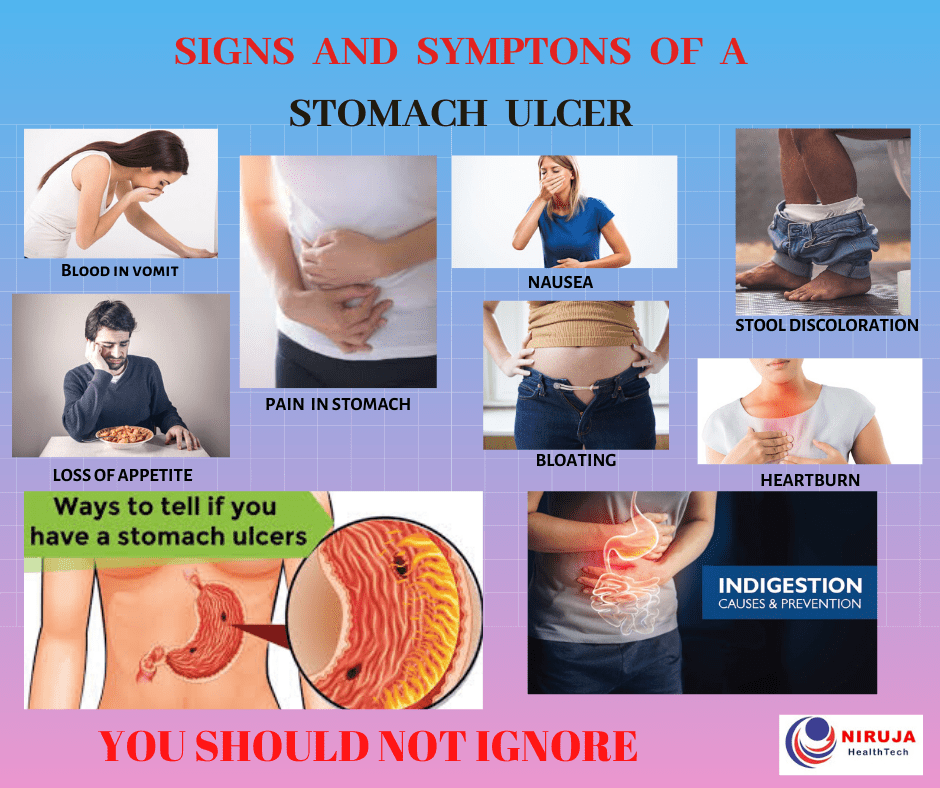 SIGNS AND SYMPTONS OF A
STOMACH ULCER
BLOOD IN VOMIT
PAIN IN STOMACH
NAUSEA
STOOL DISCOLORATION
LOSS OF APPETITE
BLOATING
HEARTBURN
Ways to tell if you
have a stomach ulcers
INDIGESTION
CAUSES & PREVENTION
YOU SHOULD NOT IGNORE
NIRUJA
HealthTech